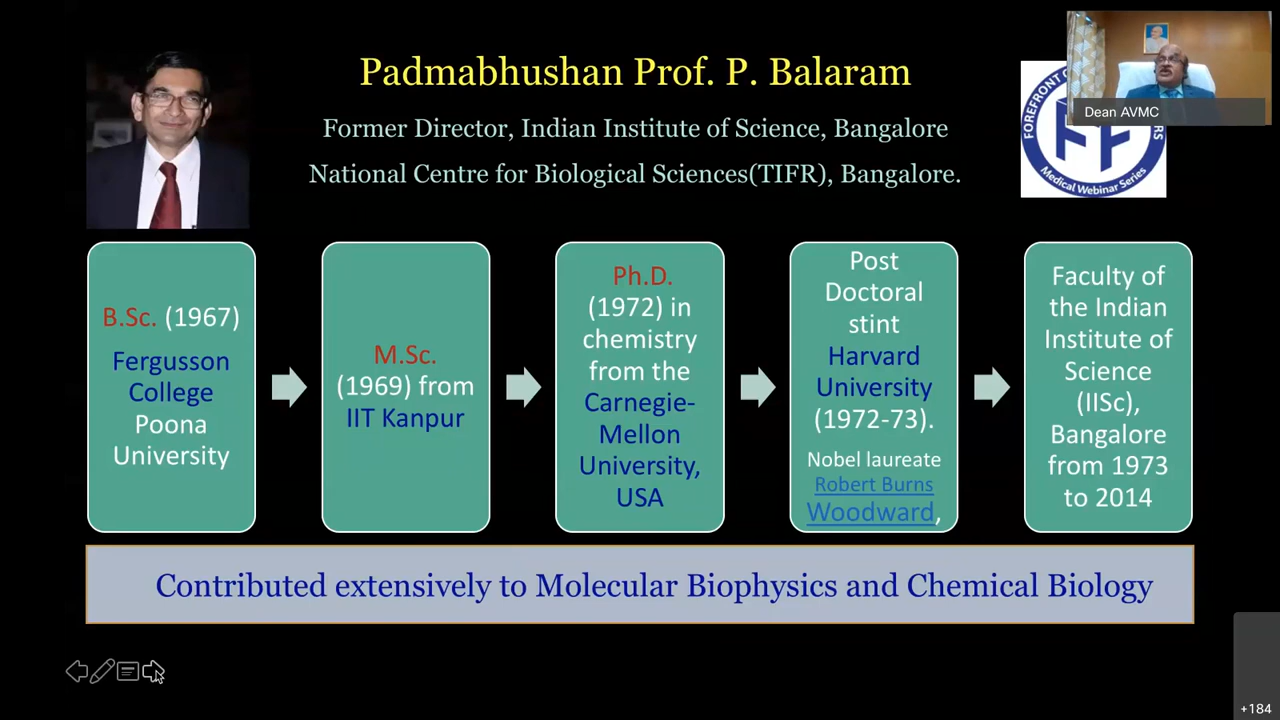 Padmabhushan Prof. P. Balaram
Former Director, Indian Institute of Science, Bangalore
National Centre for Biological Sciences(TIFR), Bangalore.
Dean AVMC
FOREFRONT
FF
Medical Webinar Series
B.Sc. (1967)
Fergusson
College
Poona
University
M.Sc.
(1969) from
IIT Kanpur
Ph.D.
(1972) in
chemistry
from the
Carnegie-
Mellon
University,
USA
Post
Doctoral
stint
Harvard
University
(1972-73).
Nobel laureate
Robert Burns
Woodward,
Faculty of
the Indian
Institute of
Science
(IISc),
Bangalore
from 1973
to 2014
Contributed extensively to Molecular Biophysics and Chemical Biology
+184